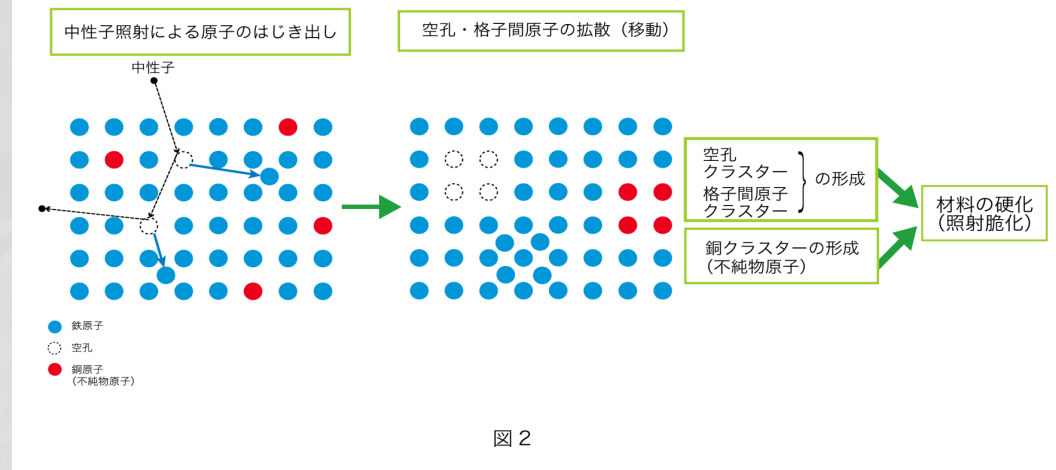 中性子照射による原子のはじき出し
空孔・格子間原子の拡散（移動）
中性子
空孔
クラスター
格子間原子
クラスター
の形成
銅クラスターの形成
（不純物原子）
材料の硬化
（照射脆化）
鉄原子
空孔
銅原子
（不純物原子）
図２